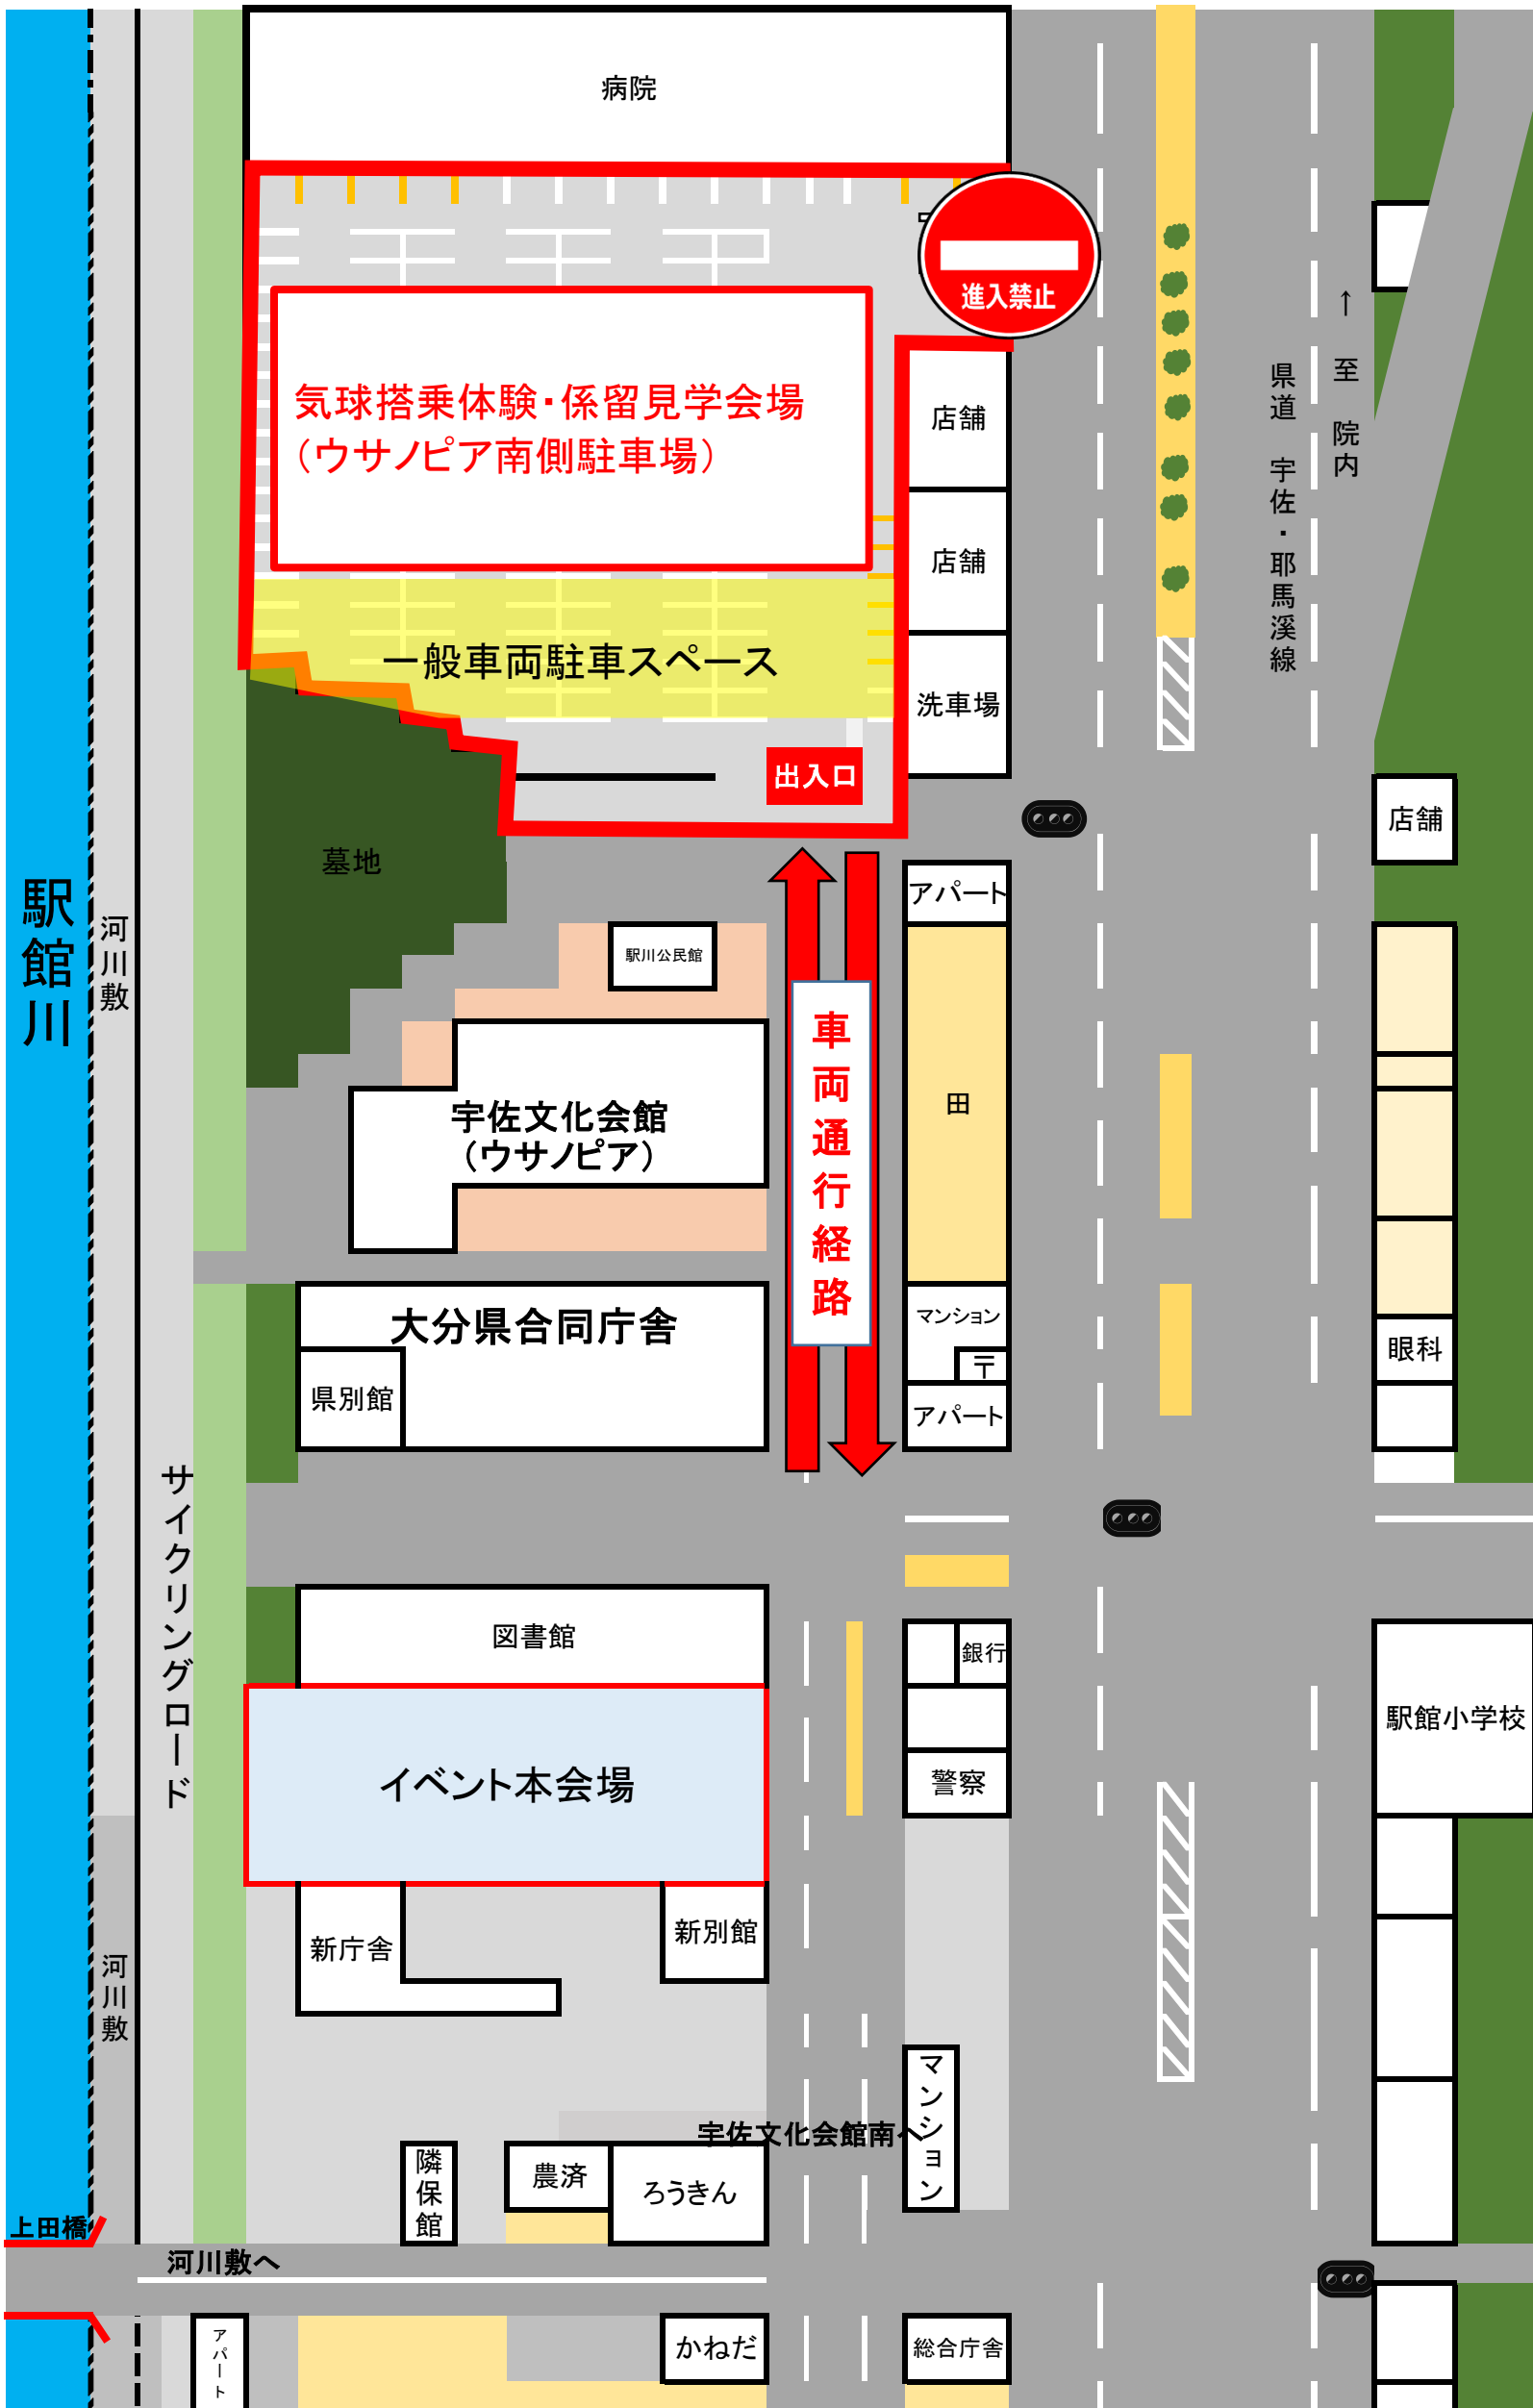 病院
進入禁止
気球搭乗体験・係留見学会場
（ウサノピア南側駐車場）
↑ 至 院内
県道 宇佐・耶馬溪線
店舗
店舗
一般車両駐車スペース
洗車場
出入口
店舗
墓地
アパート
駅館川
河川敷
駅川公民館
車両通行経路
田
宇佐文化会館
（ウサノピア）
大分県合同庁舎
マンション
〒
眼科
県別館
アパート
サイクリングロード
図書館
銀行
駅館小学校
イベント本会場
警察
新庁舎
新別館
河川敷
マンション
宇佐文化会館南へ
隣保館
農済
ろうきん
上田橋
河川敷へ
アパート
かねだ
総合庁舎